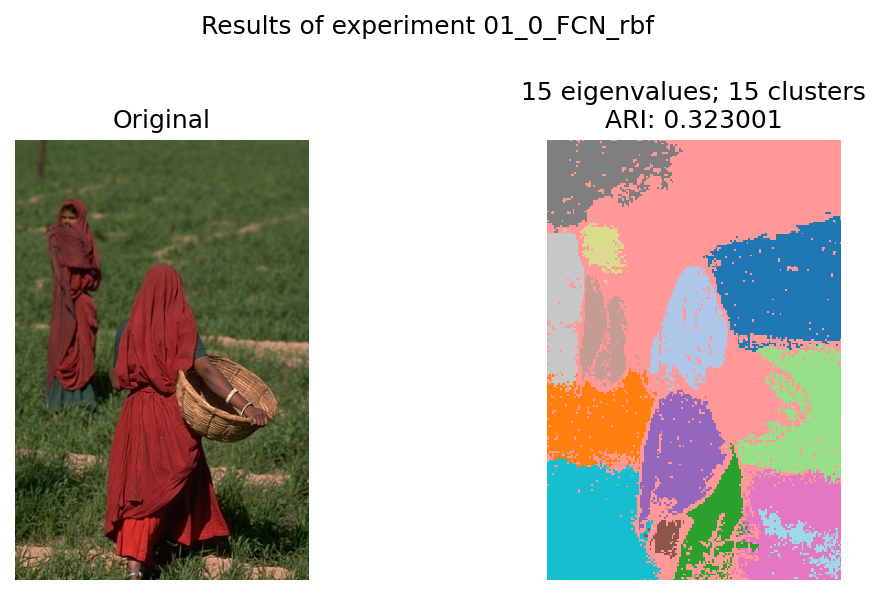 Results of experiment 01_0_FCN_rbf
Original
15 eigenvalues; 15 clusters
ARI: 0.323001